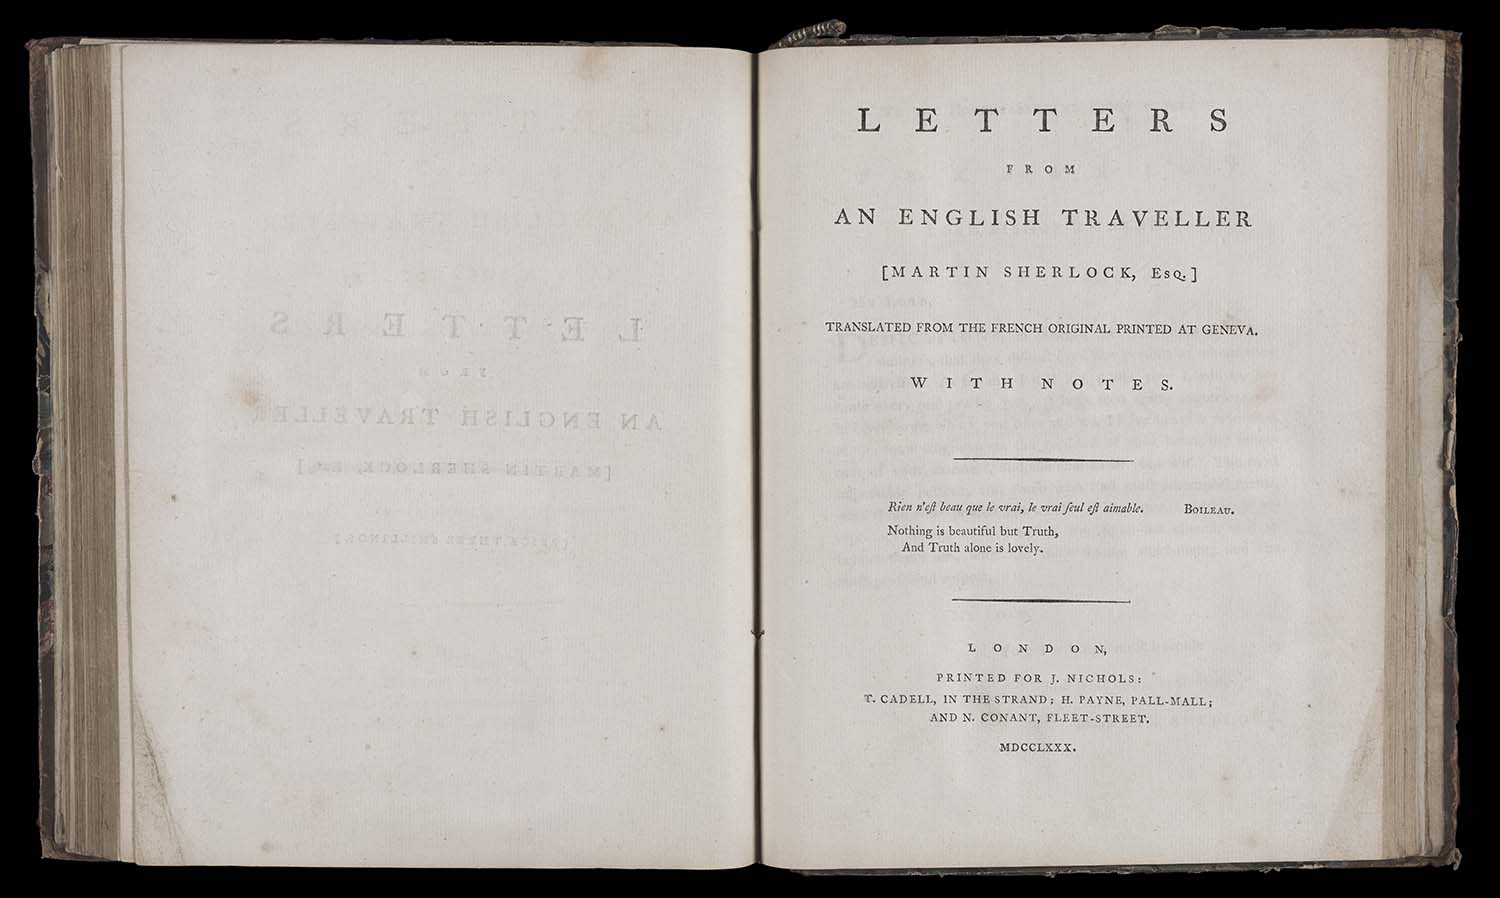 LETTERS
FROM
AN ENGLISH TRAVELLER
[MARTIN SHERLOCK, Esq.]
TRANSLATED FROM THE FRENCH ORIGINAL PRINTED AT GENEVA.
WITH NOTES.
Rien n'eſt beau que le vrai, le vrai ſeul eſt aimable. BOILEAU.
Nothing is beautiful but Truth,
And Truth alone is lovely.
LONDON,
PRINTED FOR J. NICHOLS:
T. CADELL, IN THE STRAND; H. PAYNE, PALL-MALL;
AND N. CONANT, FLEET-STREET.
MDCCLXXX.